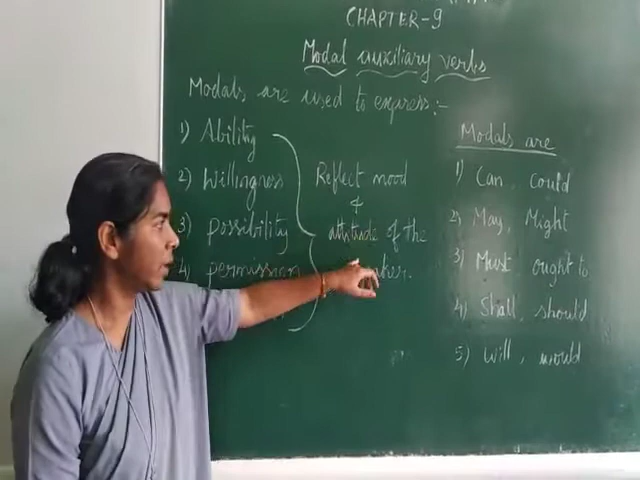 CHAPTER-9
Modal auxiliary verbs
Modals are used to express:-
1) Ability
2) Willingness
3) possibility
4) permission
Reflect mood
&
attitude of the
Modals are
1) Can, Could
2) May, Might
3) Must, ought to
4) Shall, should
5) Will, would